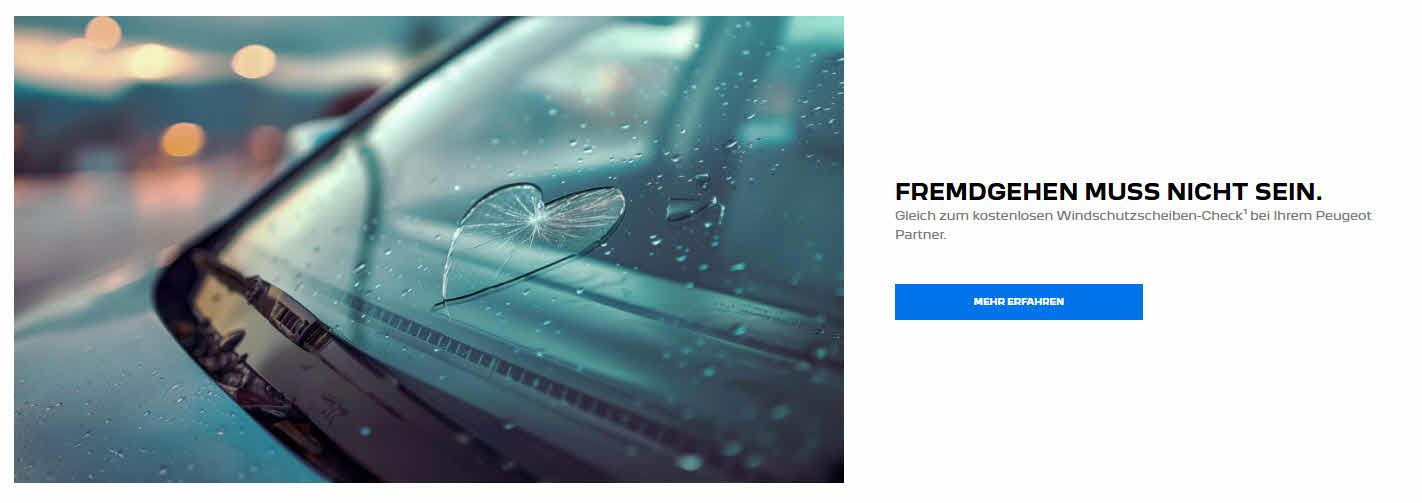 FREMDGEHEN MUSS NICHT SEIN.
Gleich zum kostenlosen Windschutzscheiben-Check¹ bei Ihrem Peugeot
Partner.
MEHR ERFAHREN